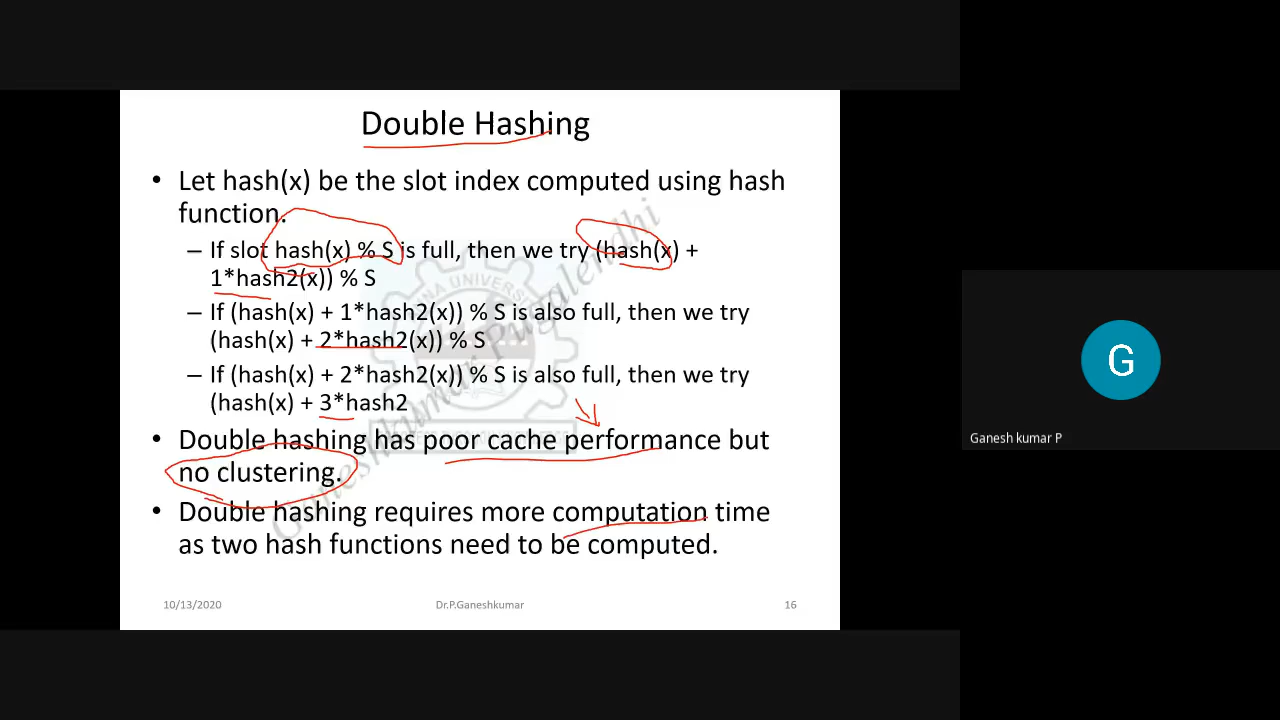 Double Hashing
• Let hash(x) be the slot index computed using hash
function.
– If slot hash(x) % S is full, then we try (hash(x) +
1*hash2(x)) % S
– If (hash(x) + 1*hash2(x)) % S is also full, then we try
(hash(x) + 2*hash2(x)) % S
– If (hash(x) + 2*hash2(x)) % S is also full, then we try
(hash(x) + 3*hash2
• Double hashing has poor cache performance but
no clustering.
• Double hashing requires more computation time
as two hash functions need to be computed.
Ganeshkumar Pugalendhi
10/13/2020
Dr.P.Ganeshkumar
16
G
Ganesh kumar P